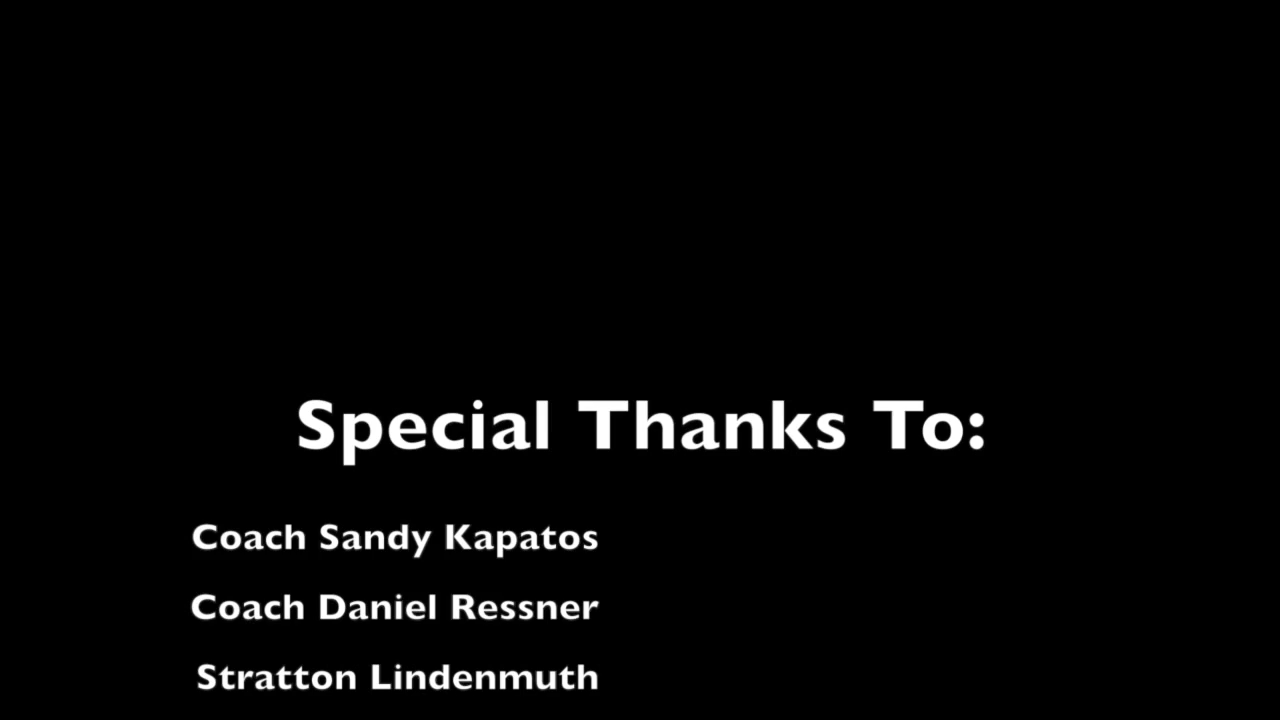 Special Thanks To:
Coach Sandy Kapatos
Coach Daniel Ressner
Stratton Lindenmuth